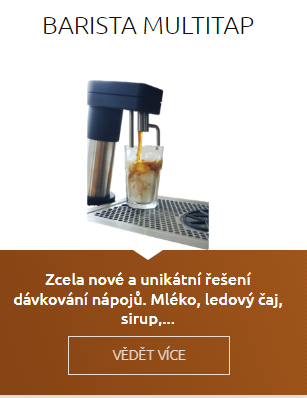 BARISTA MULTITAP
Zcela nové a unikátní řešení
dávkování nápojů. Mléko, ledový čaj,
sirup,...
VĚDĚT VÍCE